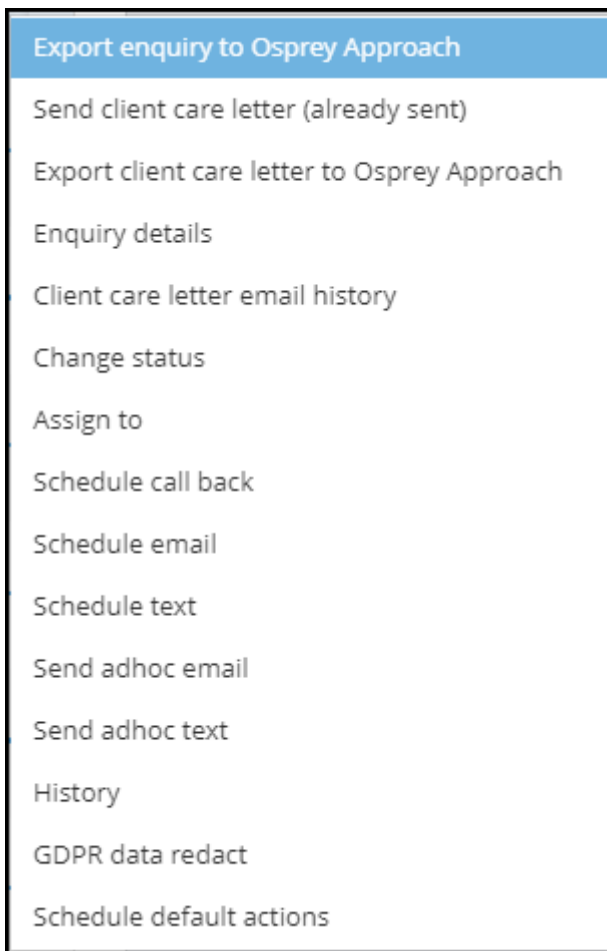 Export enquiry to Osprey Approach
Send client care letter (already sent)
Export client care letter to Osprey Approach
Enquiry details
Client care letter email history
Change status
Assign to
Schedule call back
Schedule email
Schedule text
Send adhoc email
Send adhoc text
History
GDPR data redact
Schedule default actions